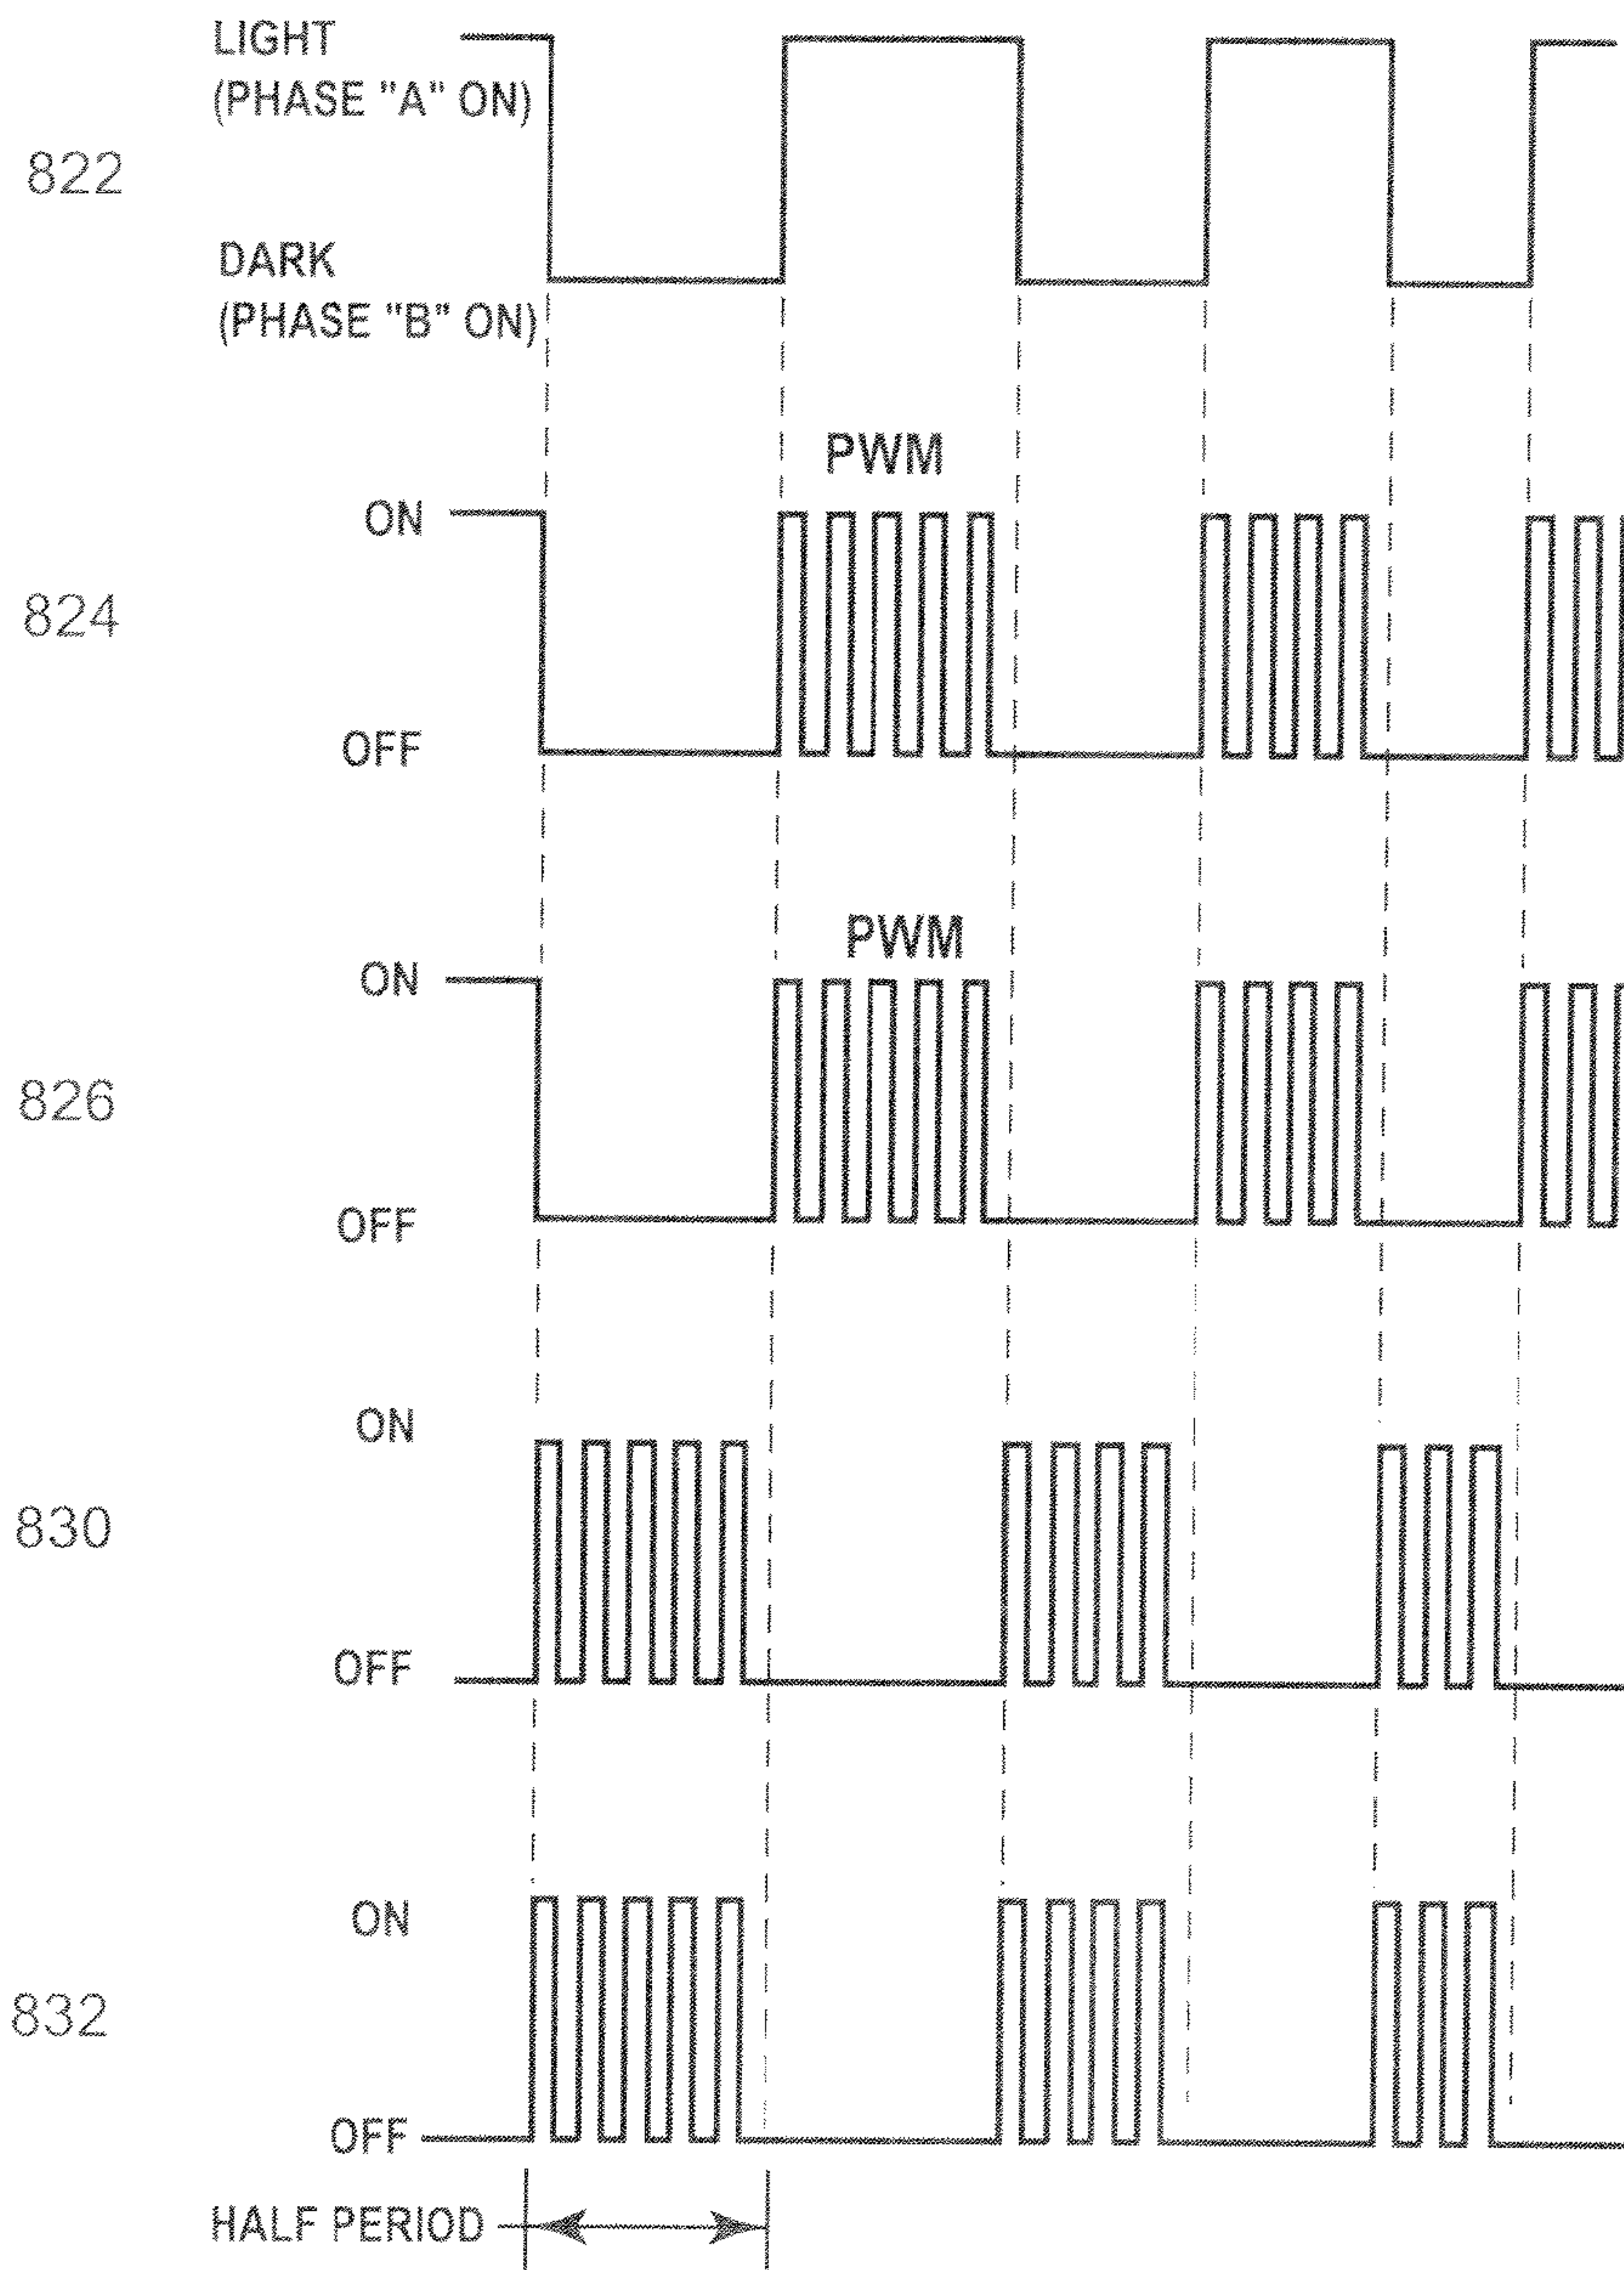 LIGHT
(PHASE "A" ON)
822
DARK
(PHASE "B" ON)
PWM
ON
824
OFF
PWM
ON
826
OFF
ON
830
OFF
ON
832
OFF
HALF PERIOD